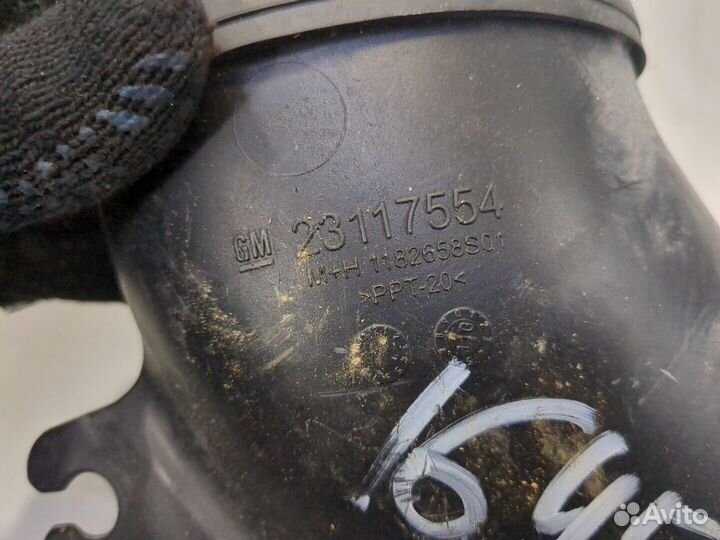 GM 23117554
M+H 1182658S01
>PPT-20<
Avito